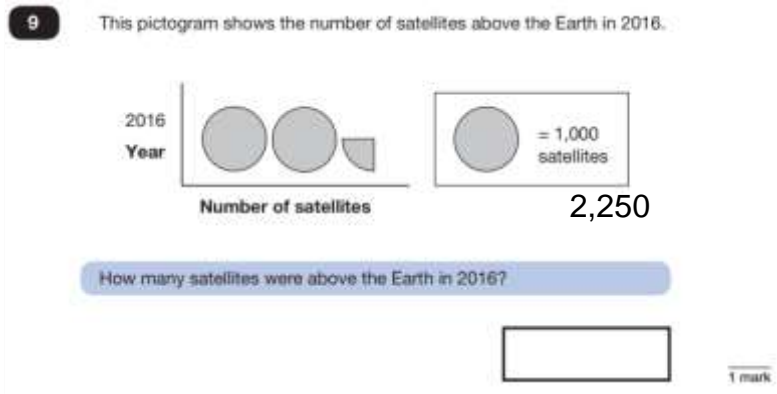 9
This pictogram shows the number of satellites above the Earth in 2016.
2016
Year
= 1,000
satellites
Number of satellites
2,250
How many satellites were above the Earth in 2016?
1 mark